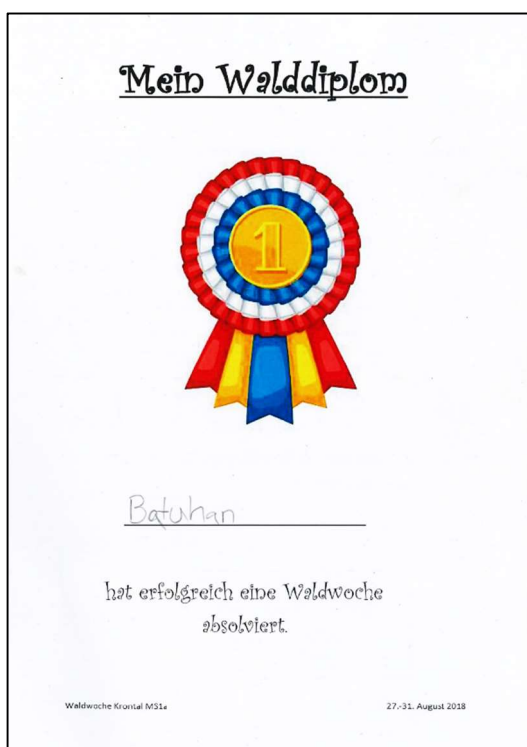 Mein Walddiplom
1
Batuhan
hat erfolgreich eine Waldwoche
absolviert.
Waldwoche Krontal MS1a 27.-31. August 2018